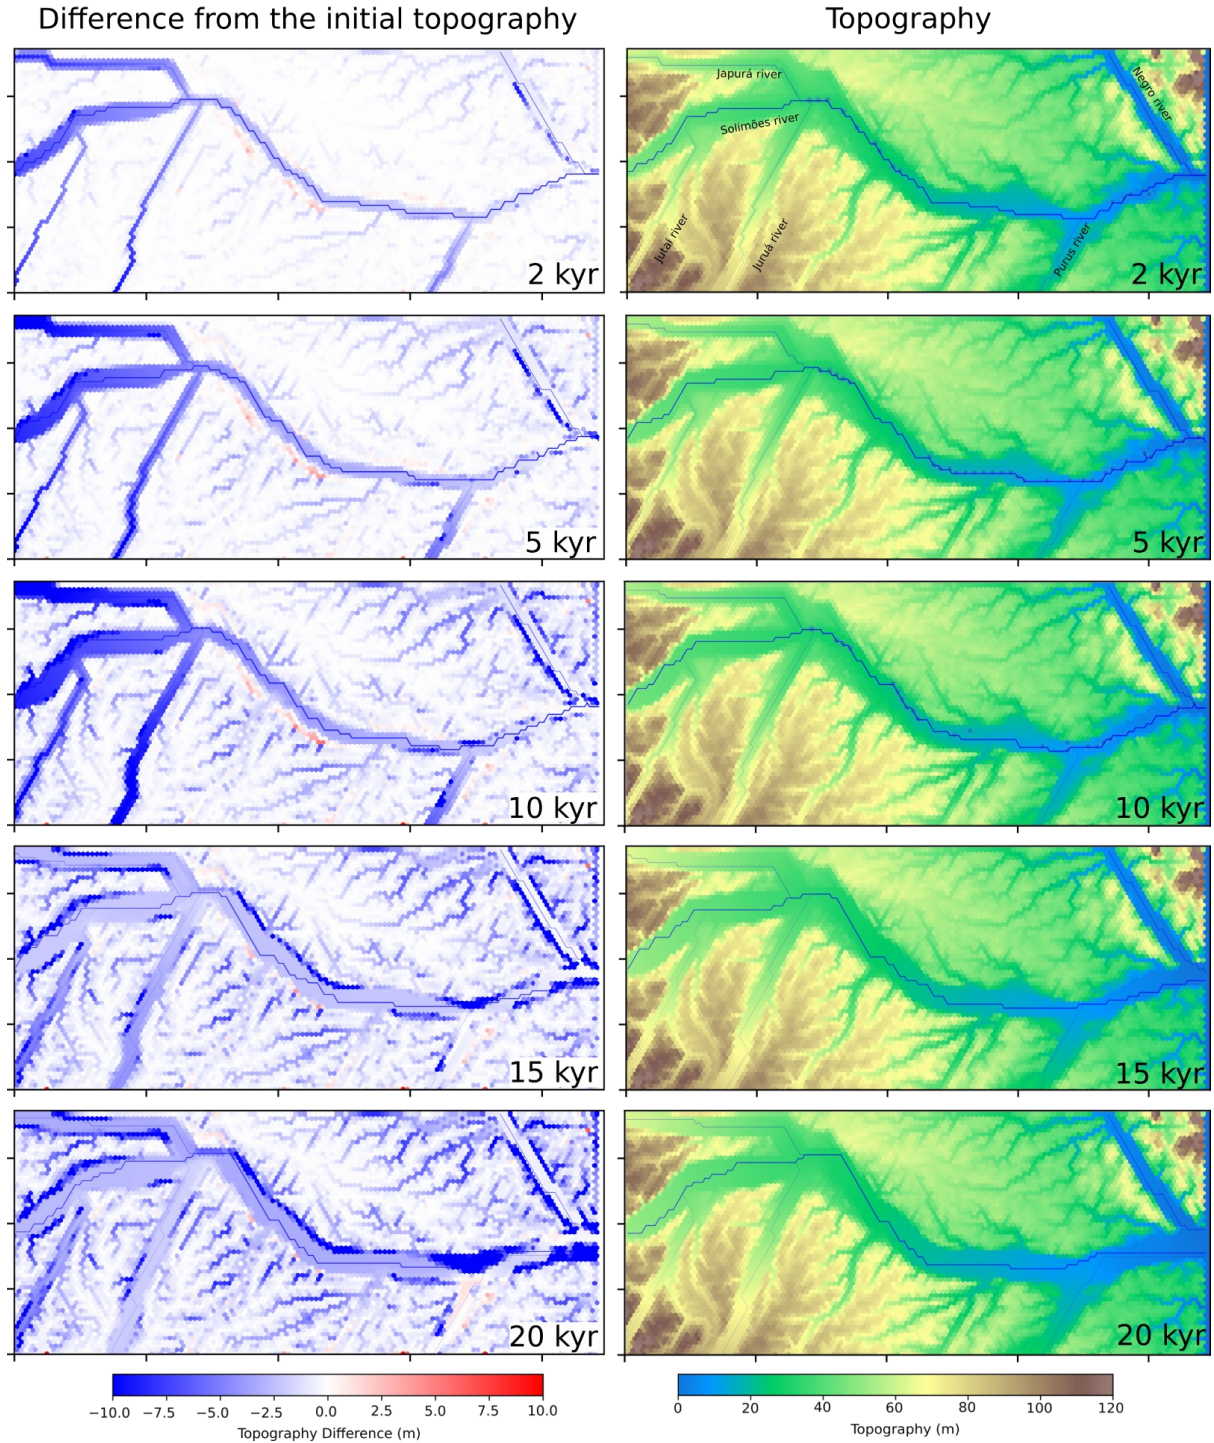 Difference from the initial topography
Topography
2 kyr
Japurá river
Solimões river
Negro river
Jutaí river
Juruá river
Purus river
2 kyr
5 kyr
5 kyr
10 kyr
10 kyr
15 kyr
15 kyr
20 kyr
20 kyr
−10.0 −7.5 −5.0 −2.5 0.0 2.5 5.0 7.5 10.0
Topography Difference (m)
0 20 40 60 80 100 120
Topography (m)